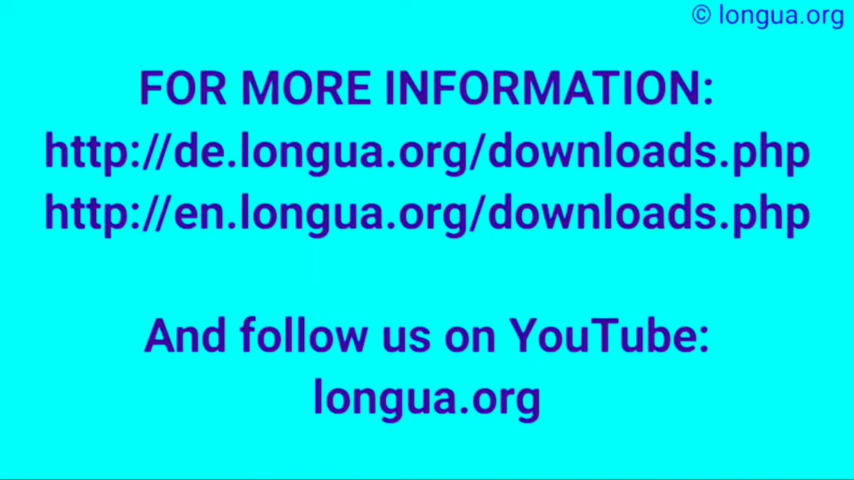 © longua.org
FOR MORE INFORMATION:
http://de.longua.org/downloads.php
http://en.longua.org/downloads.php
And follow us on YouTube:
longua.org